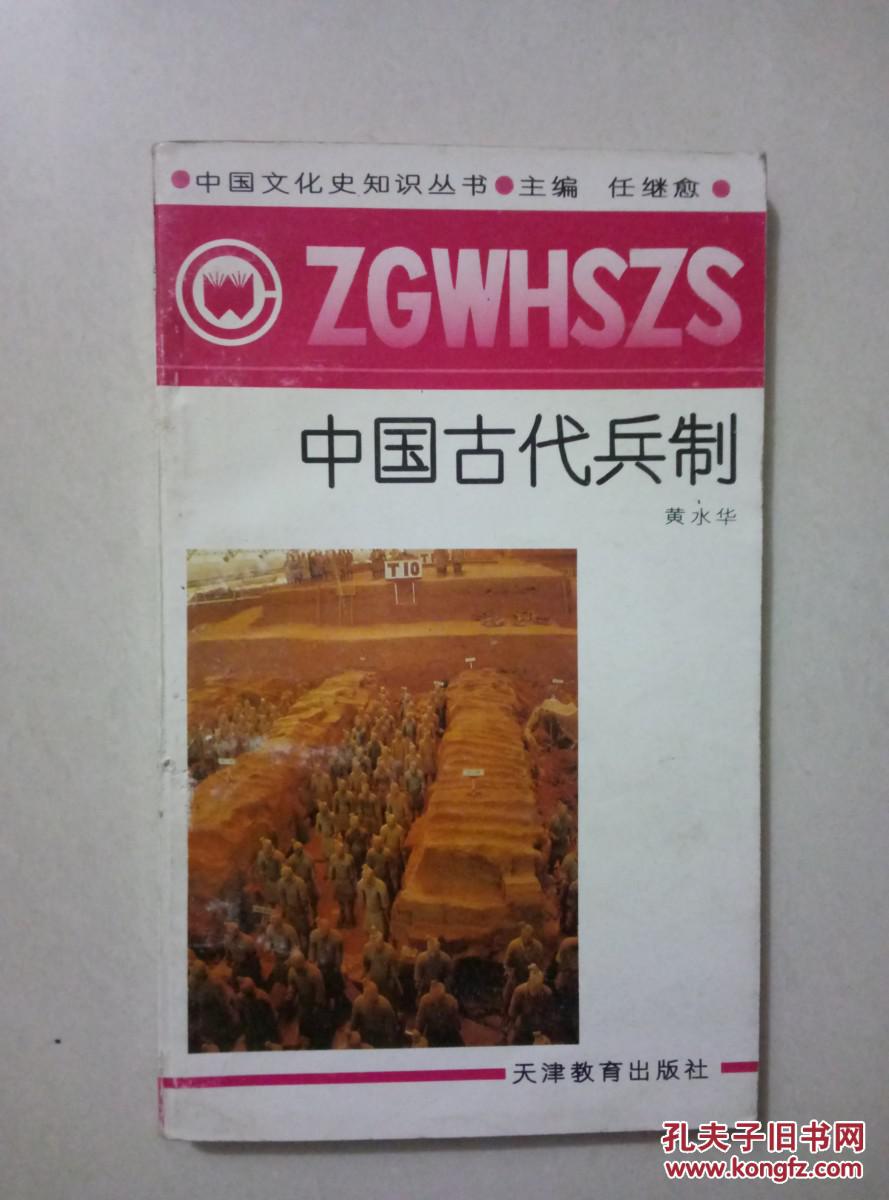 ●中国文化史知识丛书●主编 任继愈●
ZGWHSZS
中国古代兵制
黄水华
T10
天津教育出版社
孔夫子旧书网
www.kongfz.com